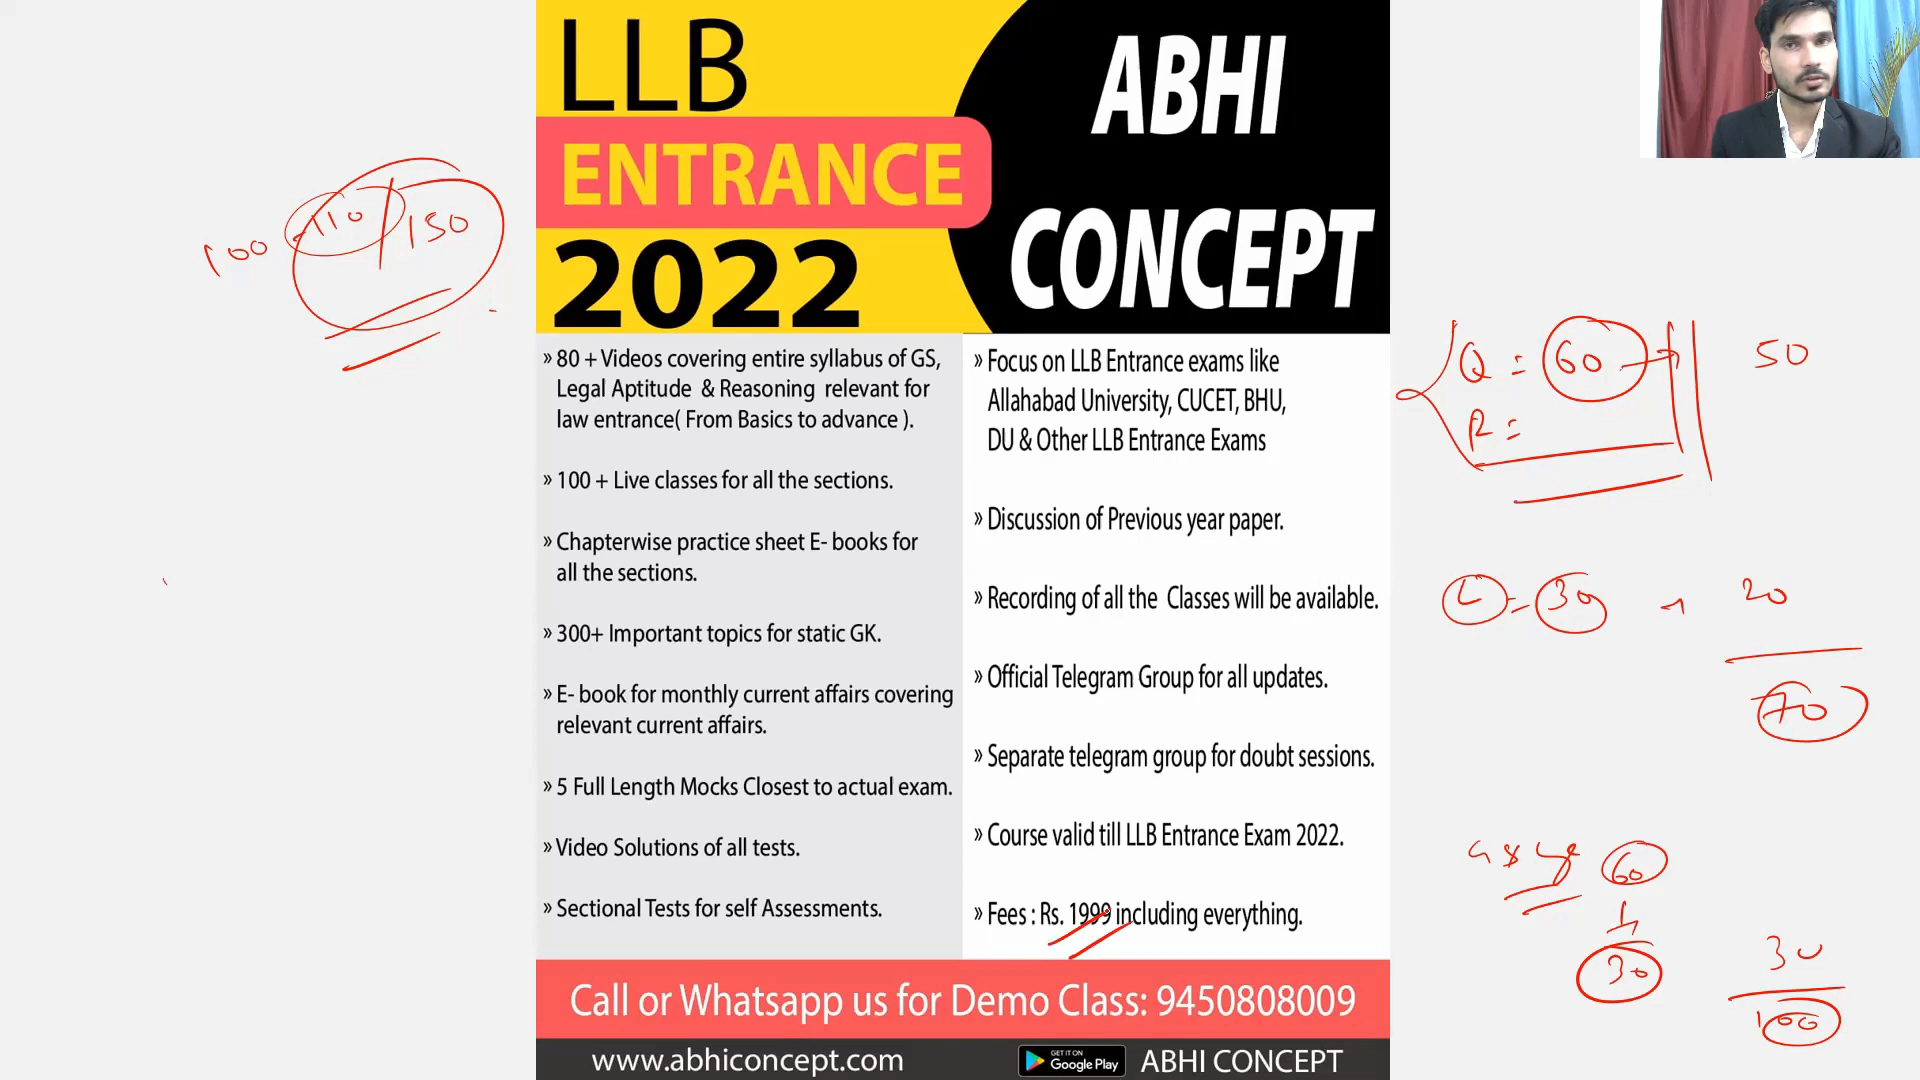 LLB
ENTRANCE
2022
ABHI
CONCEPT
» 80 + Videos covering entire syllabus of GS,
Legal Aptitude & Reasoning relevant for
law entrance( From Basics to advance ).
» 100 + Live classes for all the sections.
» Chapterwise practice sheet E- books for
all the sections.
» 300+ Important topics for static GK.
» E- book for monthly current affairs covering
relevant current affairs.
» 5 Full Length Mocks Closest to actual exam.
» Video Solutions of all tests.
» Sectional Tests for self Assessments.
» Focus on LLB Entrance exams like
Allahabad University, CUCET, BHU,
DU & Other LLB Entrance Exams
» Discussion of Previous year paper.
» Recording of all the Classes will be available.
» Official Telegram Group for all updates.
» Separate telegram group for doubt sessions.
» Course valid till LLB Entrance Exam 2022.
» Fees : Rs. 1999 including everything.
Call or Whatsapp us for Demo Class: 9450808009
www.abhiconcept.com
GET IT ON
Google Play
ABHI CONCEPT
100 110/150
Q = 60 → 50
R =
L = 30 20
70
60
30
30
100